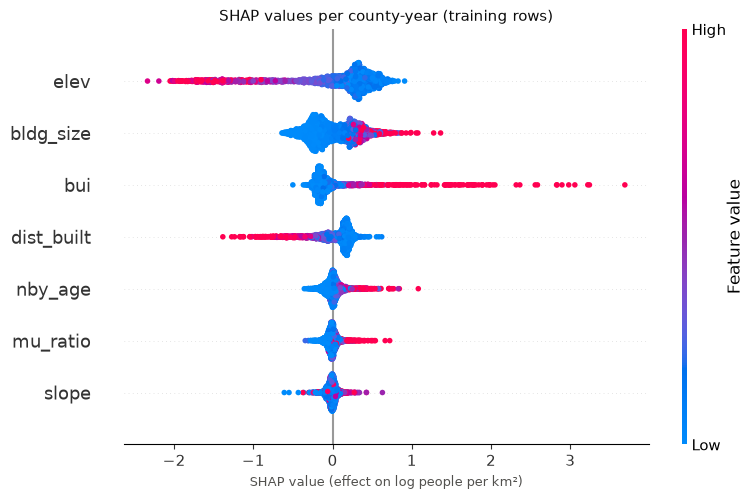 SHAP values per county-year (training rows)
High
elev
bldg_size
bui
dist_built
nby_age
mu_ratio
slope
Feature value
Low
−2 −1 0 1 2 3
SHAP value (effect on log people per km²)